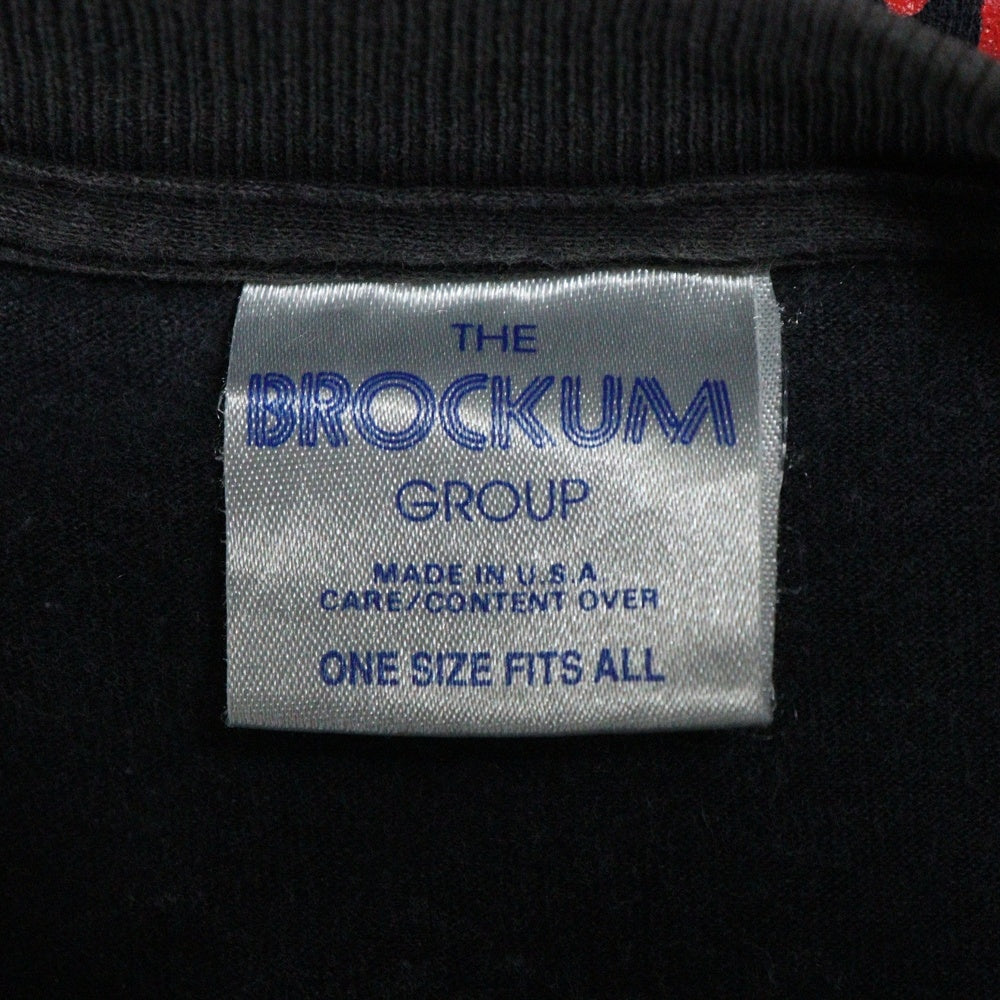 THE
BROCKUM
GROUP
MADE IN U.S.A.
CARE/CONTENT OVER
ONE SIZE FITS ALL